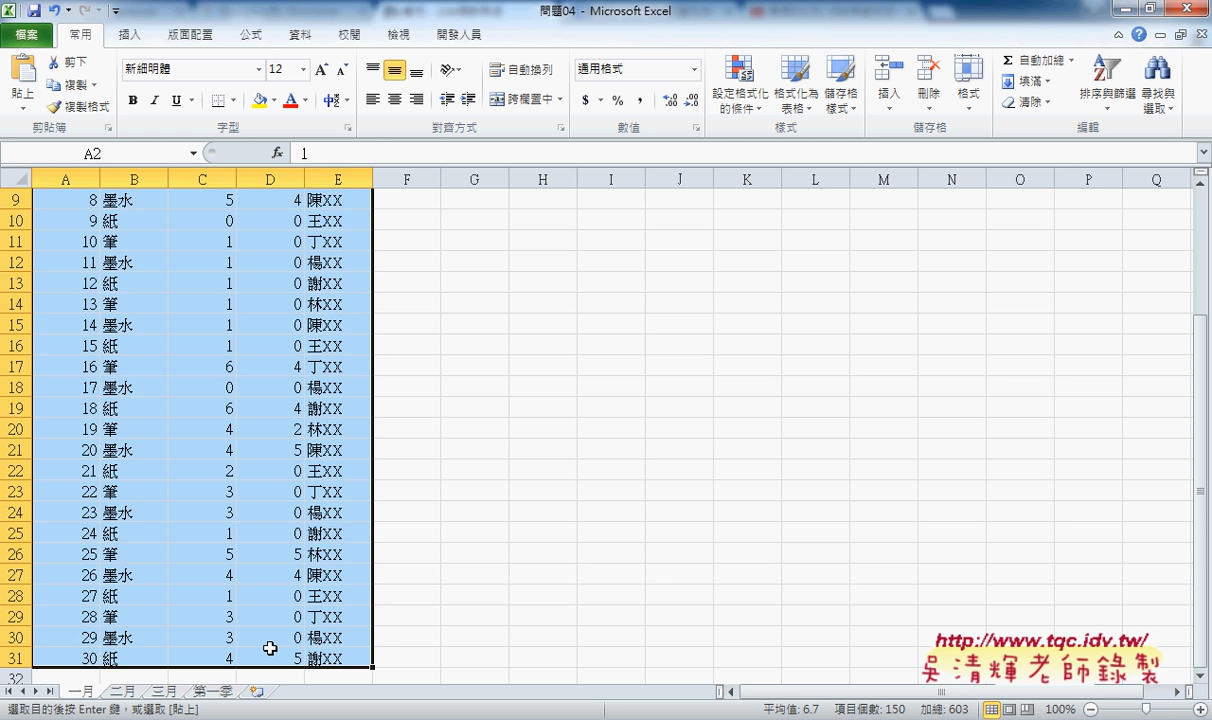 問題04 - Microsoft Excel
檔案 常用 插入 版面配置 公式 資料 校閱 檢視 開發人員
貼上 剪下 複製 複製格式 剪貼簿
新細明體 12 B I U A A A 中 字型
自動換列 跨欄置中 對齊方式
通用格式 $ % , 數值
設定格式化的條件 格式化為表格 儲存格樣式 樣式
插入 刪除 格式 儲存格
Σ 自動加總 填滿 清除 排序與篩選 尋找與選取 編輯
A2 fx 1
A B C D E F G H I J K L M N O P Q
9 8 墨水 5 4 陳XX
10 9 紙 0 0 王XX
11 10 筆 1 0 丁XX
12 11 墨水 1 0 楊XX
13 12 紙 1 0 謝XX
14 13 筆 1 0 林XX
15 14 墨水 1 0 陳XX
16 15 紙 1 0 王XX
17 16 筆 6 4 丁XX
18 17 墨水 0 0 楊XX
19 18 紙 6 4 謝XX
20 19 筆 4 2 林XX
21 20 墨水 4 5 陳XX
22 21 紙 2 0 王XX
23 22 筆 3 0 丁XX
24 23 墨水 3 0 楊XX
25 24 紙 1 0 謝XX
26 25 筆 5 5 林XX
27 26 墨水 4 4 陳XX
28 27 紙 1 0 王XX
29 28 筆 3 0 丁XX
30 29 墨水 3 0 楊XX
31 30 紙 4 5 謝XX
32
http://www.tqc.idv.tw/
吳清輝老師錄製
一月 二月 三月 第一季
選取目的後按 Enter 鍵，或選取 [貼上] 平均值: 6.7 項目個數: 150 加總: 603 100%